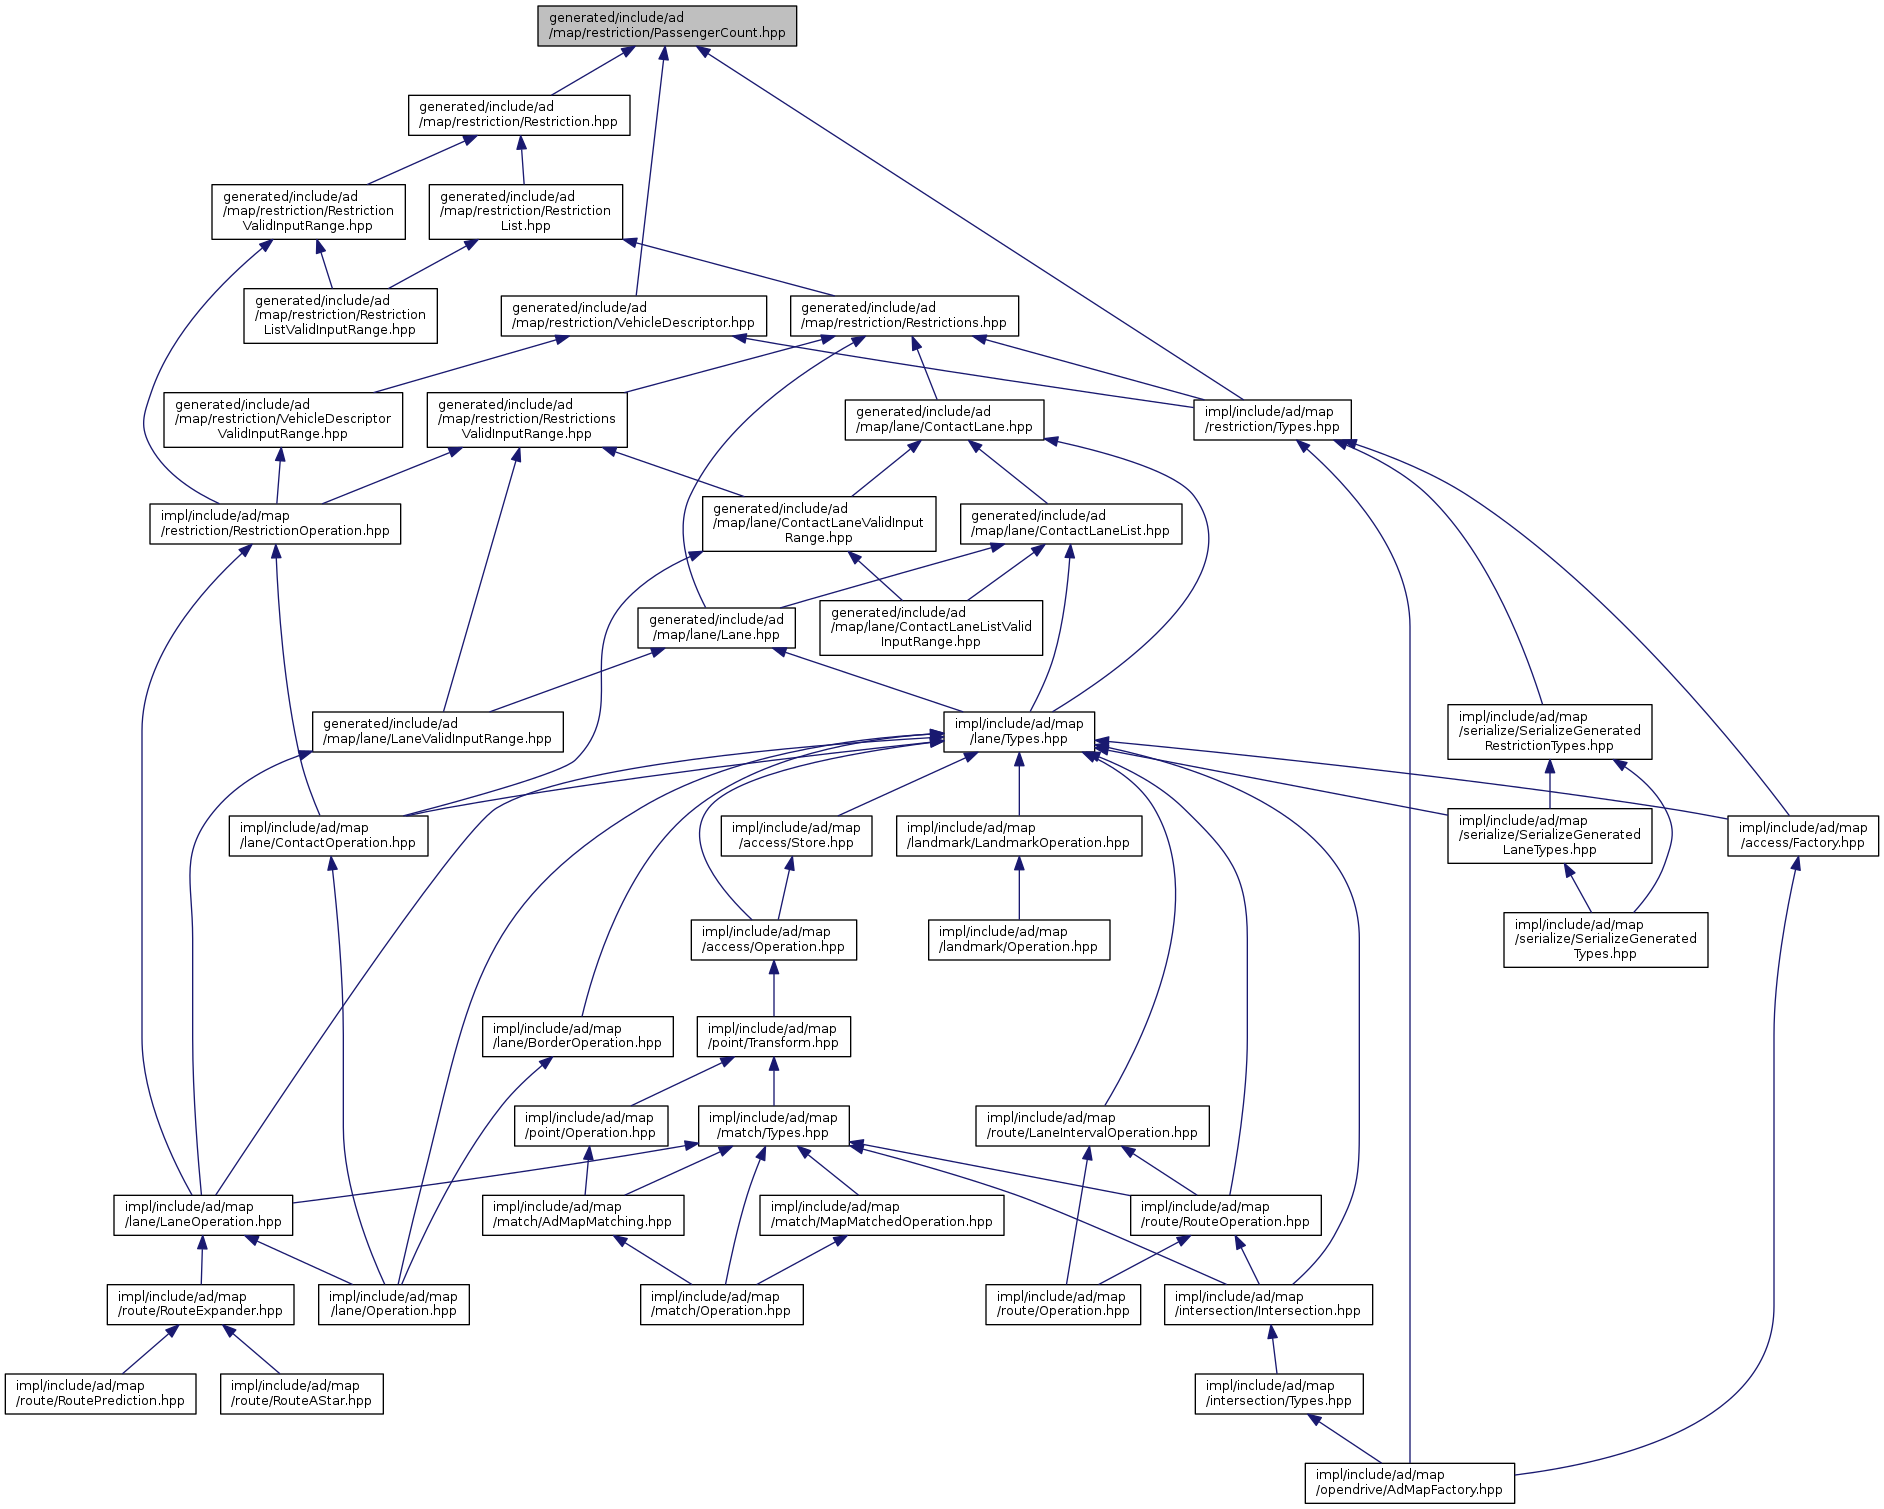 generated/include/ad
/map/restriction/PassengerCount.hpp
generated/include/ad
/map/restriction/Restriction.hpp
generated/include/ad
/map/restriction/Restriction
ValidInputRange.hpp
generated/include/ad
/map/restriction/Restriction
List.hpp
generated/include/ad
/map/restriction/Restriction
ListValidInputRange.hpp
generated/include/ad
/map/restriction/VehicleDescriptor.hpp
generated/include/ad
/map/restriction/Restrictions.hpp
generated/include/ad
/map/restriction/VehicleDescriptor
ValidInputRange.hpp
generated/include/ad
/map/restriction/Restrictions
ValidInputRange.hpp
generated/include/ad
/map/lane/ContactLane.hpp
impl/include/ad/map
/restriction/Types.hpp
impl/include/ad/map
/restriction/RestrictionOperation.hpp
generated/include/ad
/map/lane/ContactLaneValidInput
Range.hpp
generated/include/ad
/map/lane/ContactLaneList.hpp
generated/include/ad
/map/lane/Lane.hpp
generated/include/ad
/map/lane/ContactLaneListValid
InputRange.hpp
generated/include/ad
/map/lane/LaneValidInputRange.hpp
impl/include/ad/map
/lane/Types.hpp
impl/include/ad/map
/serialize/SerializeGenerated
RestrictionTypes.hpp
impl/include/ad/map
/lane/ContactOperation.hpp
impl/include/ad/map
/access/Store.hpp
impl/include/ad/map
/landmark/LandmarkOperation.hpp
impl/include/ad/map
/serialize/SerializeGenerated
LaneTypes.hpp
impl/include/ad/map
/access/Factory.hpp
impl/include/ad/map
/access/Operation.hpp
impl/include/ad/map
/landmark/Operation.hpp
impl/include/ad/map
/serialize/SerializeGenerated
Types.hpp
impl/include/ad/map
/lane/BorderOperation.hpp
impl/include/ad/map
/point/Transform.hpp
impl/include/ad/map
/point/Operation.hpp
impl/include/ad/map
/match/Types.hpp
impl/include/ad/map
/route/LaneIntervalOperation.hpp
impl/include/ad/map
/lane/LaneOperation.hpp
impl/include/ad/map
/match/AdMapMatching.hpp
impl/include/ad/map
/match/MapMatchedOperation.hpp
impl/include/ad/map
/route/RouteOperation.hpp
impl/include/ad/map
/route/RouteExpander.hpp
impl/include/ad/map
/lane/Operation.hpp
impl/include/ad/map
/match/Operation.hpp
impl/include/ad/map
/route/Operation.hpp
impl/include/ad/map
/intersection/Intersection.hpp
impl/include/ad/map
/route/RoutePrediction.hpp
impl/include/ad/map
/route/RouteAStar.hpp
impl/include/ad/map
/intersection/Types.hpp
impl/include/ad/map
/opendrive/AdMapFactory.hpp